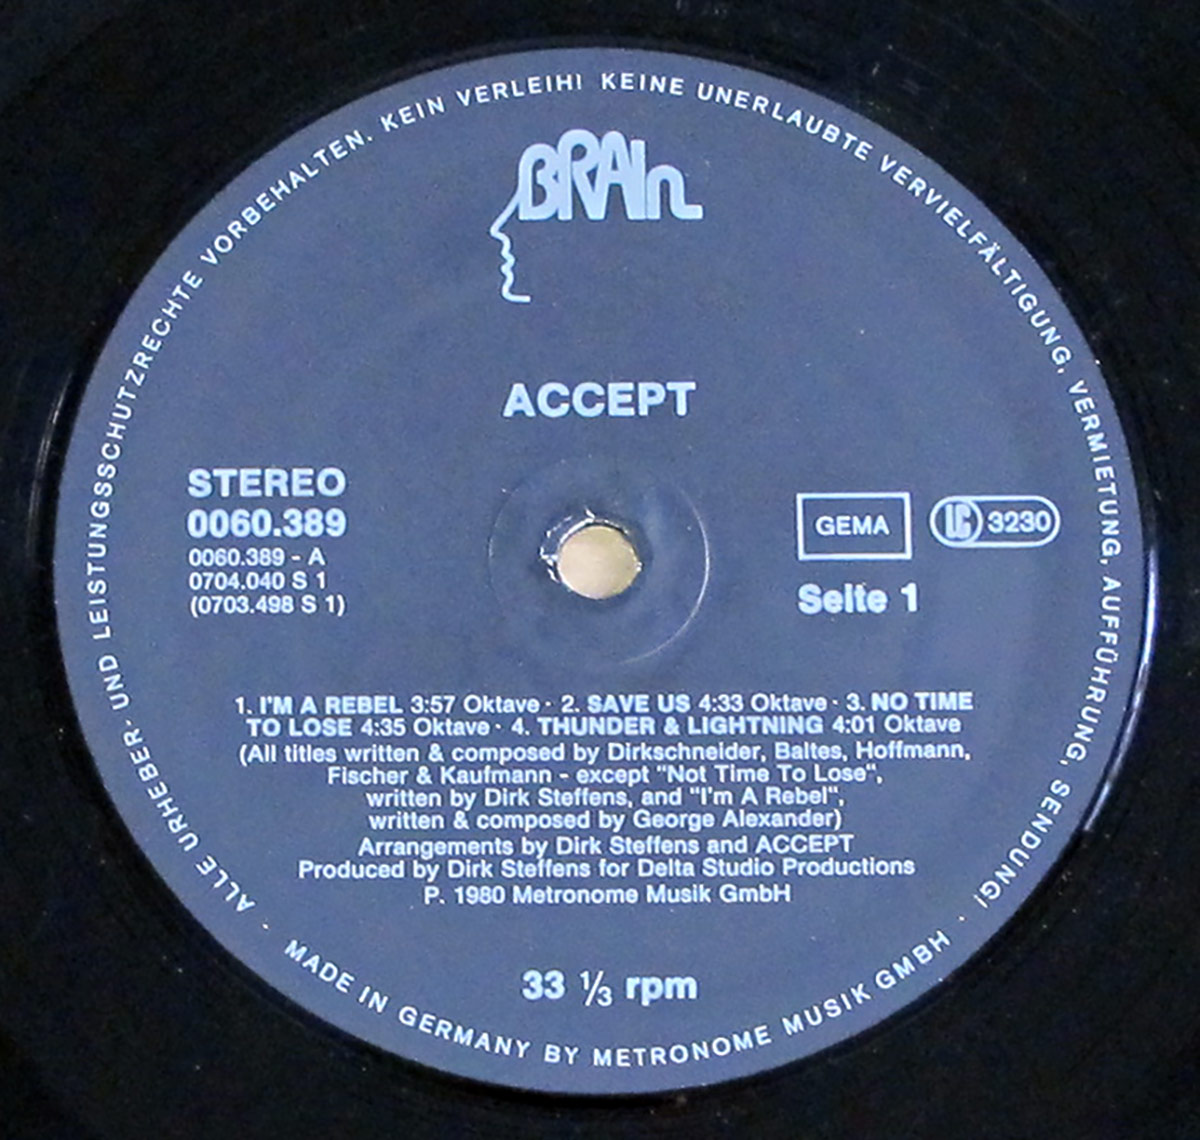 ALLE URHEBER- UND LEISTUNGSSCHUTZRECHTE VORBEHALTEN. KEIN VERLEIH! KEINE UNERLAUBTE VERVIELFÄLTIGUNG, VERMIETUNG, AUFFÜHRUNG, SENDUNG!
BRAIn
ACCEPT
STEREO
0060.389
0060.389 - A
0704.040 S 1
(0703.498 S 1)
GEMA
LC 3230
Seite 1
1. I'M A REBEL 3:57 Oktave · 2. SAVE US 4:33 Oktave · 3. NO TIME
TO LOSE 4:35 Oktave · 4. THUNDER & LIGHTNING 4:01 Oktave
(All titles written & composed by Dirkschneider, Baltes, Hoffmann,
Fischer & Kaufmann - except "Not Time To Lose",
written by Dirk Steffens, and "I'm A Rebel",
written & composed by George Alexander)
Arrangements by Dirk Steffens and ACCEPT
Produced by Dirk Steffens for Delta Studio Productions
P. 1980 Metronome Musik GmbH
33 ⅓ rpm
· MADE IN GERMANY BY METRONOME MUSIK GMBH ·